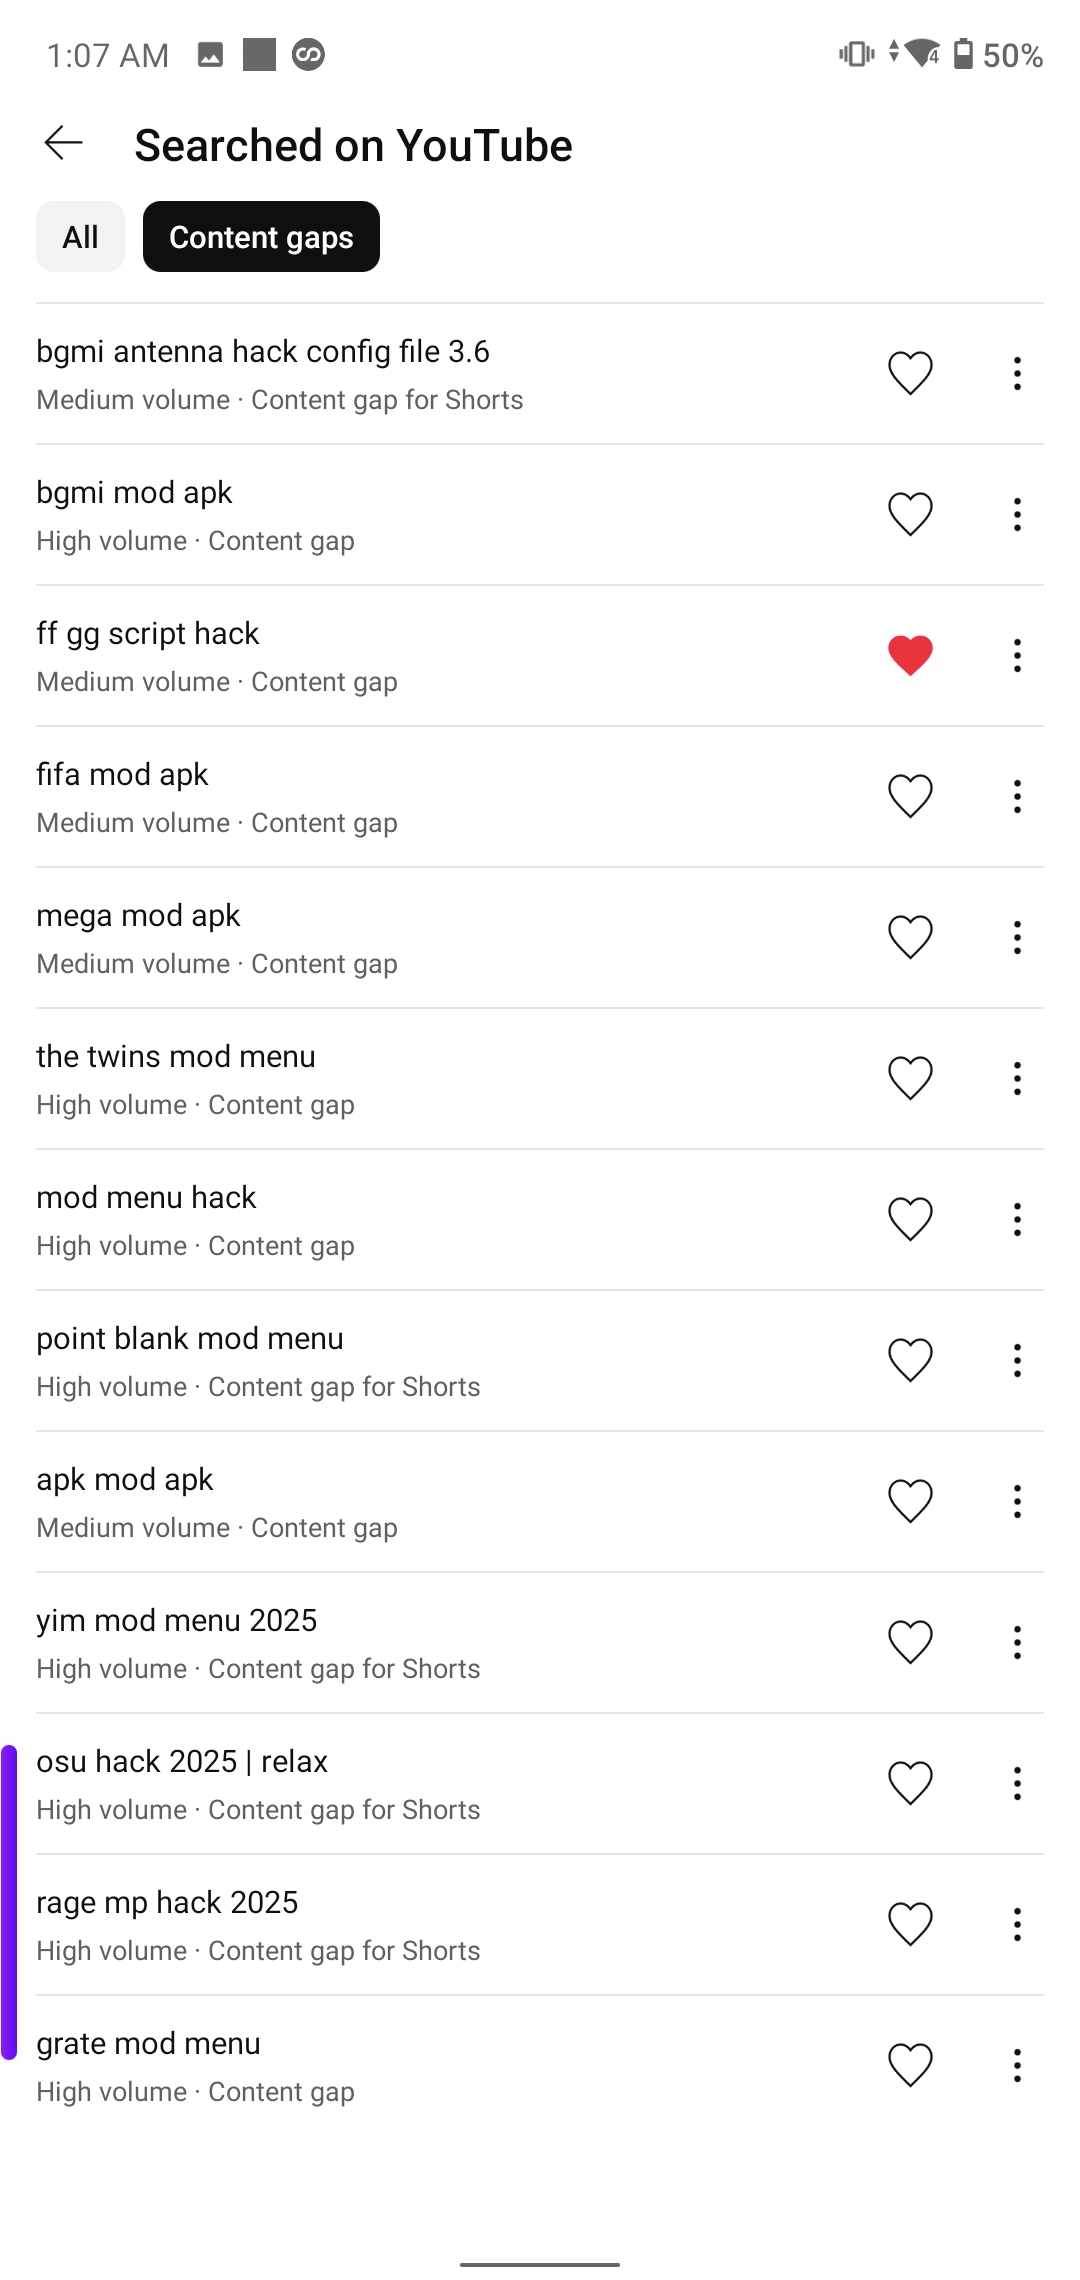 1:07 AM
50%
Searched on YouTube
All
Content gaps
bgmi antenna hack config file 3.6
Medium volume · Content gap for Shorts
bgmi mod apk
High volume · Content gap
ff gg script hack
Medium volume · Content gap
fifa mod apk
Medium volume · Content gap
mega mod apk
Medium volume · Content gap
the twins mod menu
High volume · Content gap
mod menu hack
High volume · Content gap
point blank mod menu
High volume · Content gap for Shorts
apk mod apk
Medium volume · Content gap
yim mod menu 2025
High volume · Content gap for Shorts
osu hack 2025 | relax
High volume · Content gap for Shorts
rage mp hack 2025
High volume · Content gap for Shorts
grate mod menu
High volume · Content gap